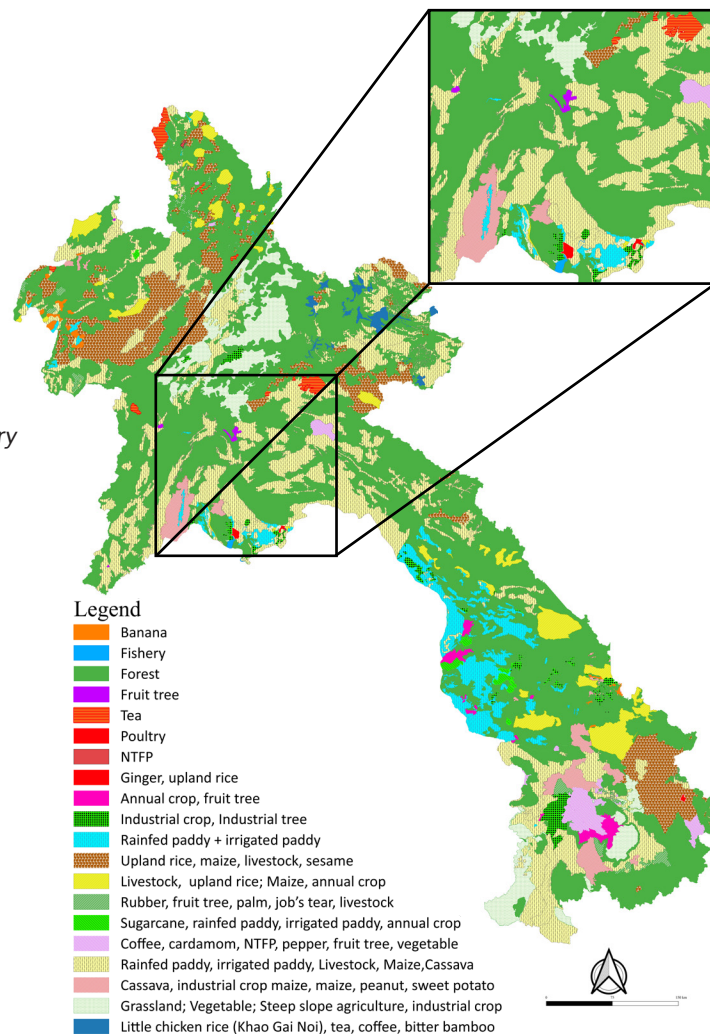 ry
Legend
Banana
Fishery
Forest
Fruit tree
Tea
Poultry
NTFP
Ginger, upland rice
Annual crop, fruit tree
Industrial crop, Industrial tree
Rainfed paddy + irrigated paddy
Upland rice, maize, livestock, sesame
Livestock, upland rice; Maize, annual crop
Rubber, fruit tree, palm, job's tear, livestock
Sugarcane, rainfed paddy, irrigated paddy, annual crop
Coffee, cardamom, NTFP, pepper, fruit tree, vegetable
Rainfed paddy, irrigated paddy, Livestock, Maize,Cassava
Cassava, industrial crop maize, maize, peanut, sweet potato
Grassland; Vegetable; Steep slope agriculture, industrial crop
Little chicken rice (Khao Gai Noi), tea, coffee, bitter bamboo